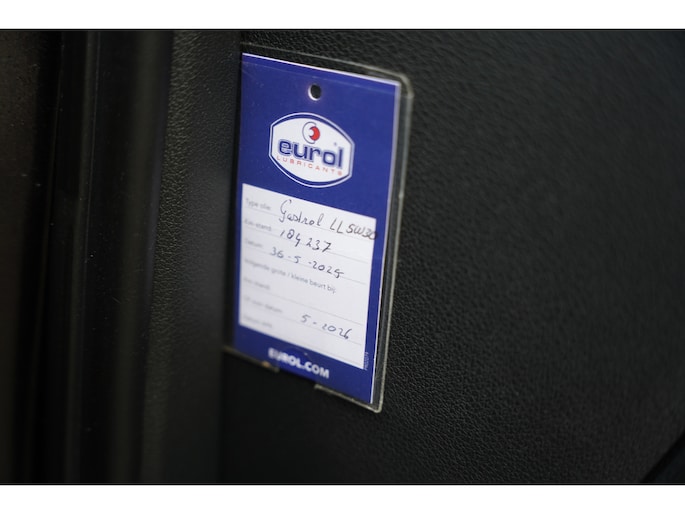 eurol
LUBRICANTS
Type olie: Gastrol LL 5W30
Km-stand: 184237
Datum: 30-5-2025
Volgende grote / kleine beurt bij:
Km-stand:
Of voor datum: 5-2026
EUROL.COM